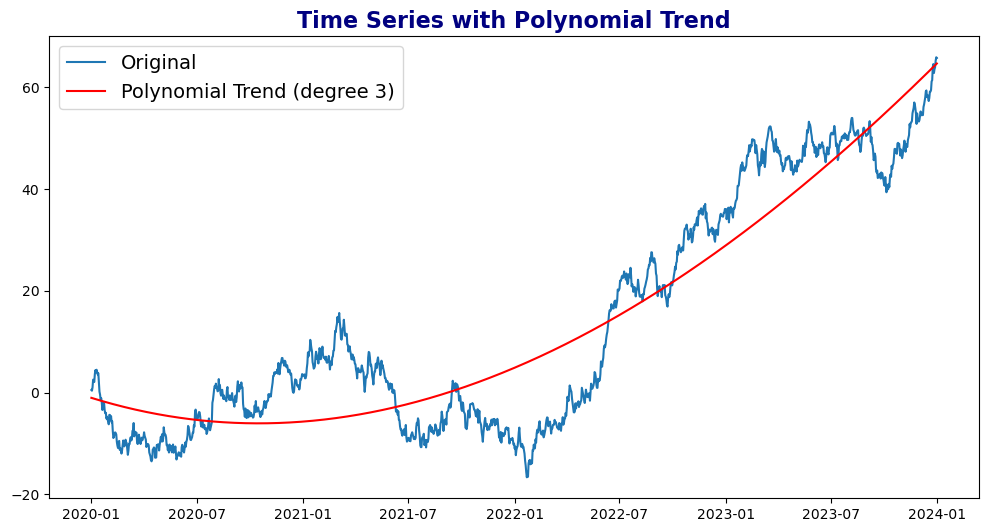 Time Series with Polynomial Trend
Original
Polynomial Trend (degree 3)
60
40
20
0
−20
2020-01 2020-07 2021-01 2021-07 2022-01 2022-07 2023-01 2023-07 2024-01